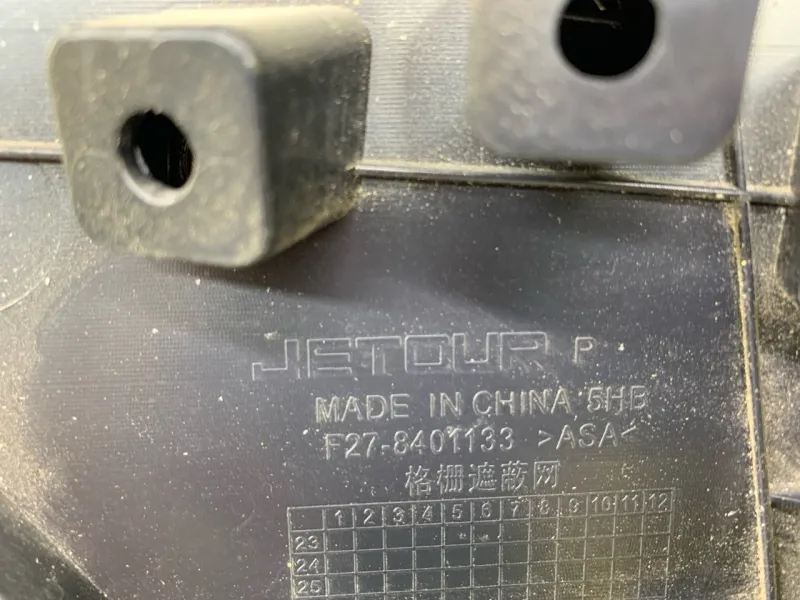 JETOUR P
MADE IN CHINA 5HB
F27-8401133 >ASA<
格栅遮蔽网
1 2 3 4 5 6 7 8 9 10 11 12
23
24
25